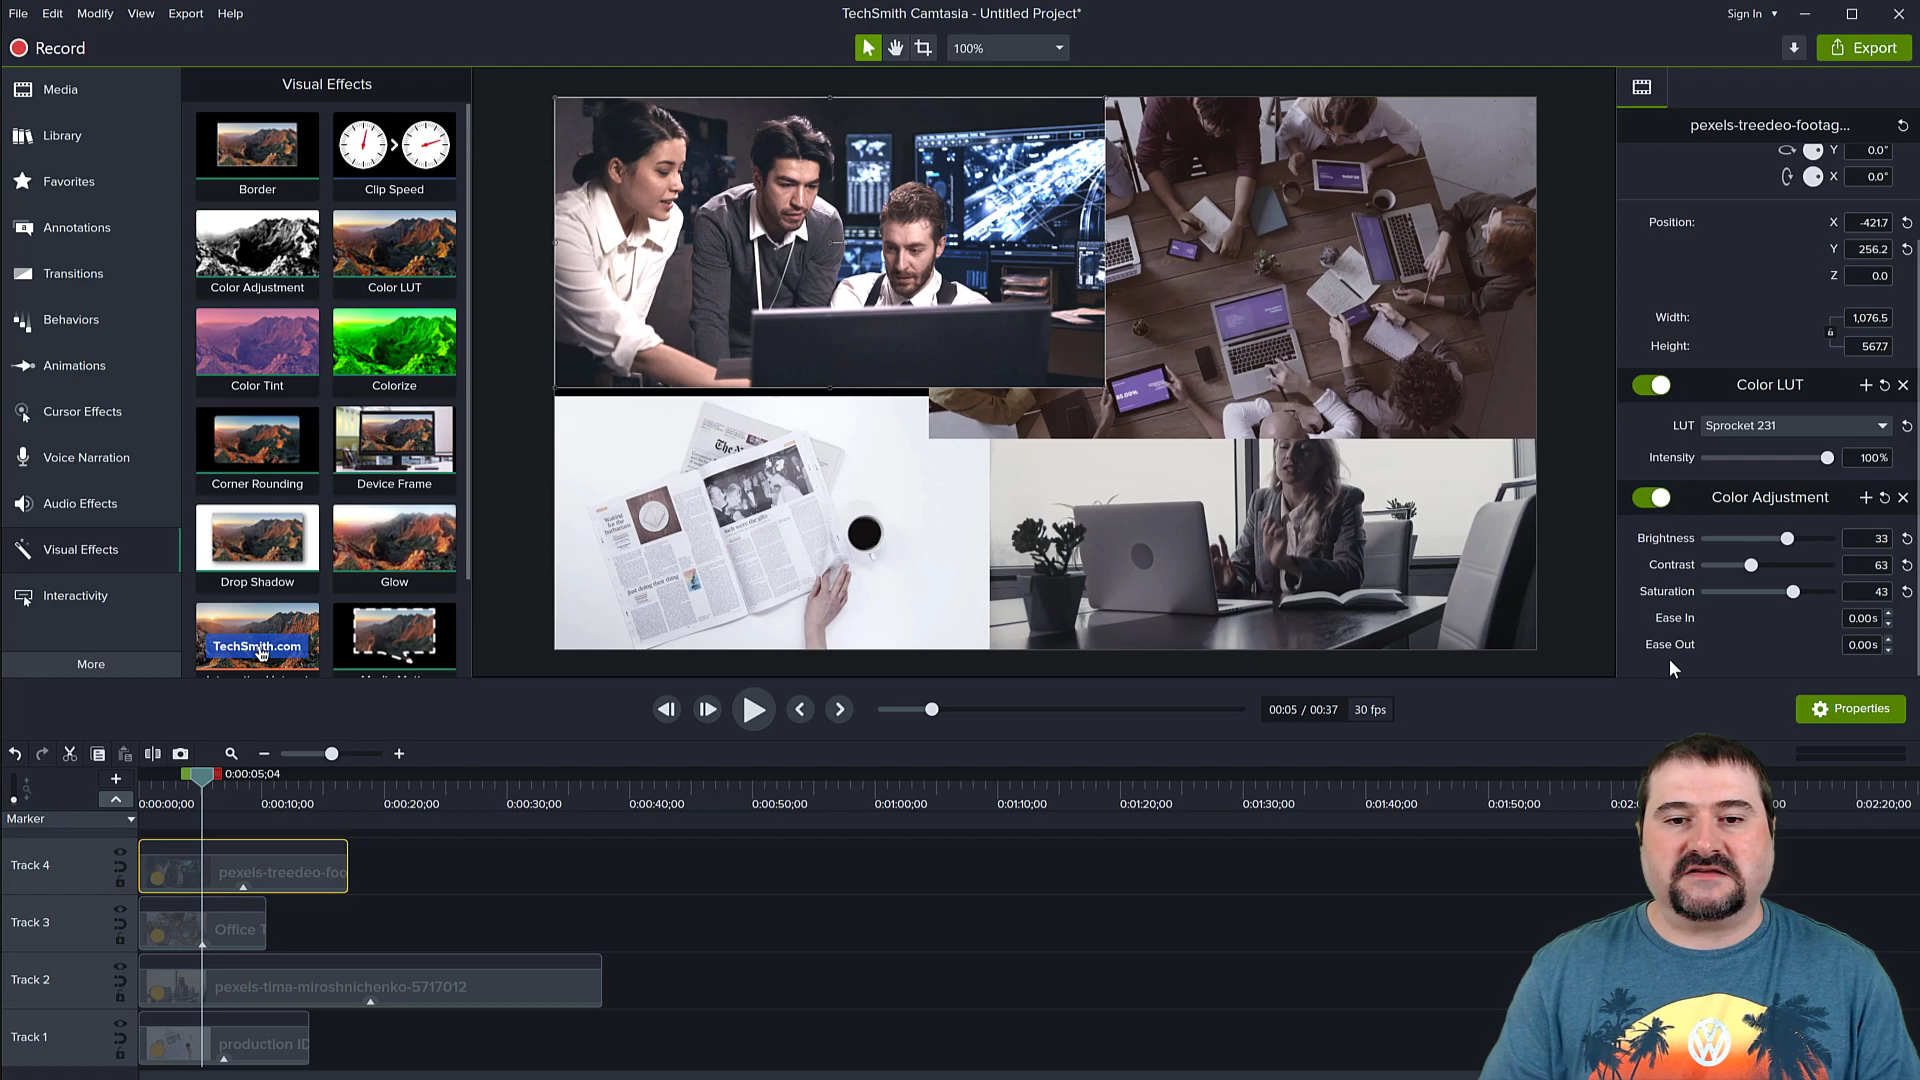 File Edit Modify View Export Help
TechSmith Camtasia - Untitled Project*
Sign In
Record
100%
Export
Media
Library
Favorites
Annotations
Transitions
Behaviors
Animations
Cursor Effects
Voice Narration
Audio Effects
Visual Effects
Interactivity
More
Visual Effects
Border
Clip Speed
Color Adjustment
Color LUT
Color Tint
Colorize
Corner Rounding
Device Frame
Drop Shadow
Glow
TechSmith.com
85.00%
pexels-treedeo-footag...
Y 0.0°
X 0.0°
Position: X -421.7
Y 256.2
Z 0.0
Width: 1,076.5
Height: 567.7
Color LUT
LUT Sprocket 231
Intensity 100%
Color Adjustment
Brightness 33
Contrast 63
Saturation 43
Ease In 0.00s
Ease Out 0.00s
00:05 / 00:37 30 fps
Properties
0:00:05;04
0:00:00;00 0:00:10;00 0:00:20;00 0:00:30;00 0:00:40;00 0:00:50;00 0:01:00;00 0:01:10;00 0:01:20;00 0:01:30;00 0:01:40;00 0:01:50;00 0:02:20;00
Marker
Track 4
pexels-treedeo-foo
Track 3
Office T
Track 2
pexels-tima-miroshnichenko-5717012
Track 1
production ID